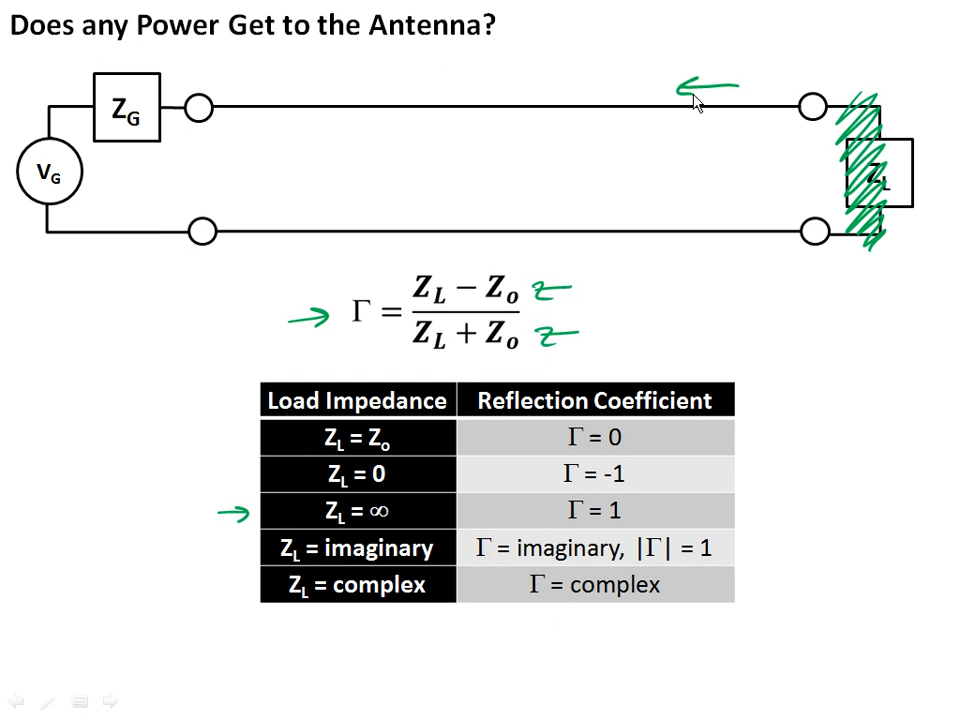 Does any Power Get to the Antenna?
Z_G
V_G
Z_L
Γ = (Z_L − Z_o) / (Z_L + Z_o)
Load Impedance Reflection Coefficient
Z_L = Z_o Γ = 0
Z_L = 0 Γ = -1
Z_L = ∞ Γ = 1
Z_L = imaginary Γ = imaginary, |Γ| = 1
Z_L = complex Γ = complex